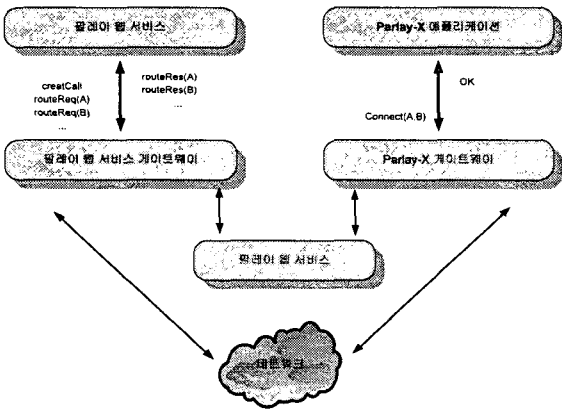 팔레이 웹 서비스
Parlay-X 애플리케이션
creatCall
routeReq(A)
routeReq(B)
...
routeRes(A)
routeRes(B)
...
OK
Connect(A,B)
팔레이 웹 서비스 게이트웨이
Parlay-X 게이트웨이
팔레이 웹 서비스
네트워크